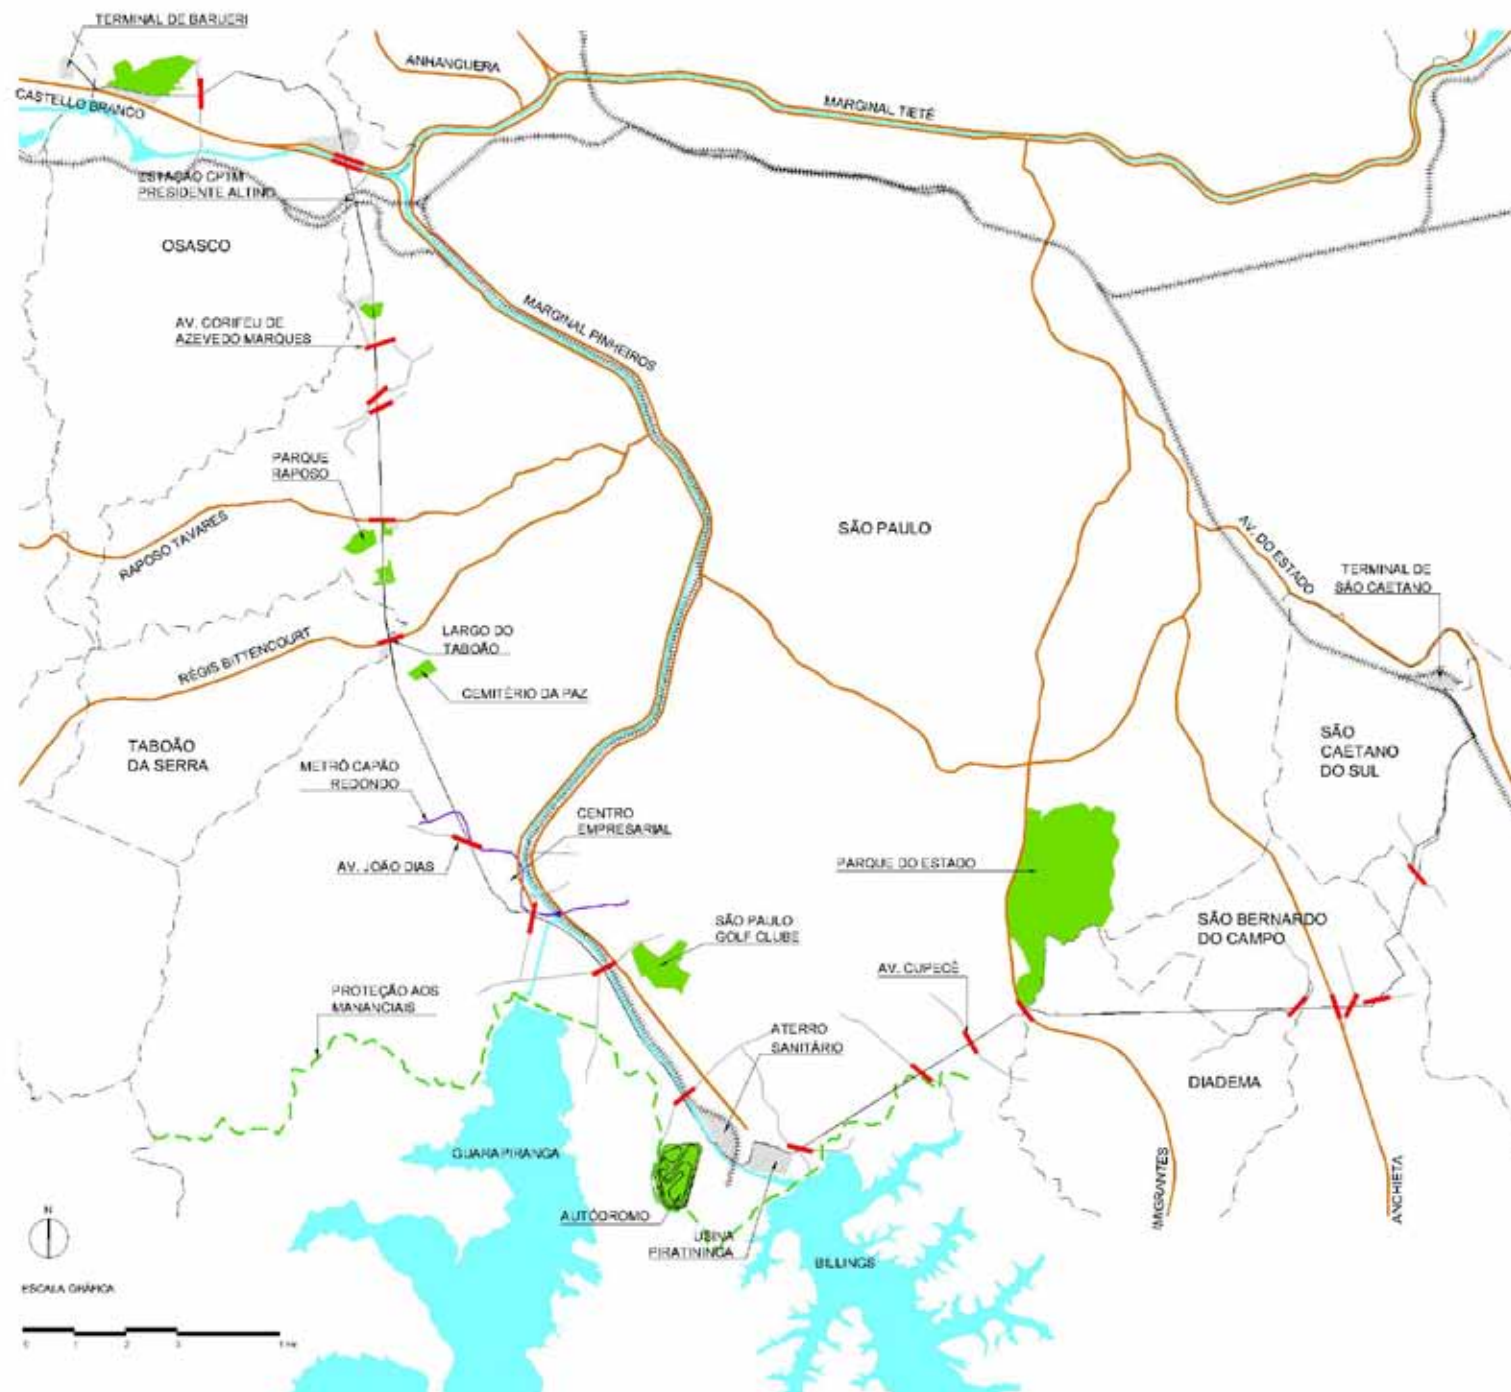 TERMINAL DE BARUERI
ANHANGUERA
CASTELLO BRANCO
MARGINAL TIETÊ
ESTAÇÃO CPTM
PRESIDENTE ALTINO
OSASCO
AV. CORIFEU DE
AZEVEDO MARQUES
MARGINAL PINHEIROS
PARQUE
RAPOSO
RAPOSO TAVARES
SÃO PAULO
AV. DO ESTADO
TERMINAL DE
SÃO CAETANO
RÉGIS BITTENCOURT
LARGO DO
TABOÃO
CEMITÉRIO DA PAZ
TABOÃO
DA SERRA
SÃO
CAETANO
DO SUL
METRÔ CAPÃO
REDONDO
CENTRO
EMPRESARIAL
AV. JOÃO DIAS
PARQUE DO ESTADO
SÃO PAULO
GOLF CLUBE
SÃO BERNARDO
DO CAMPO
AV. CUPECÊ
PROTEÇÃO AOS
MANANCIAIS
ATERRO
SANITÁRIO
DIADEMA
GUARAPIRANGA
IMIGRANTES
ANCHIETA
AUTÓDROMO
USINA
PIRATININGA
BILLINGS
N
ESCALA GRÁFICA
0 1 2 3